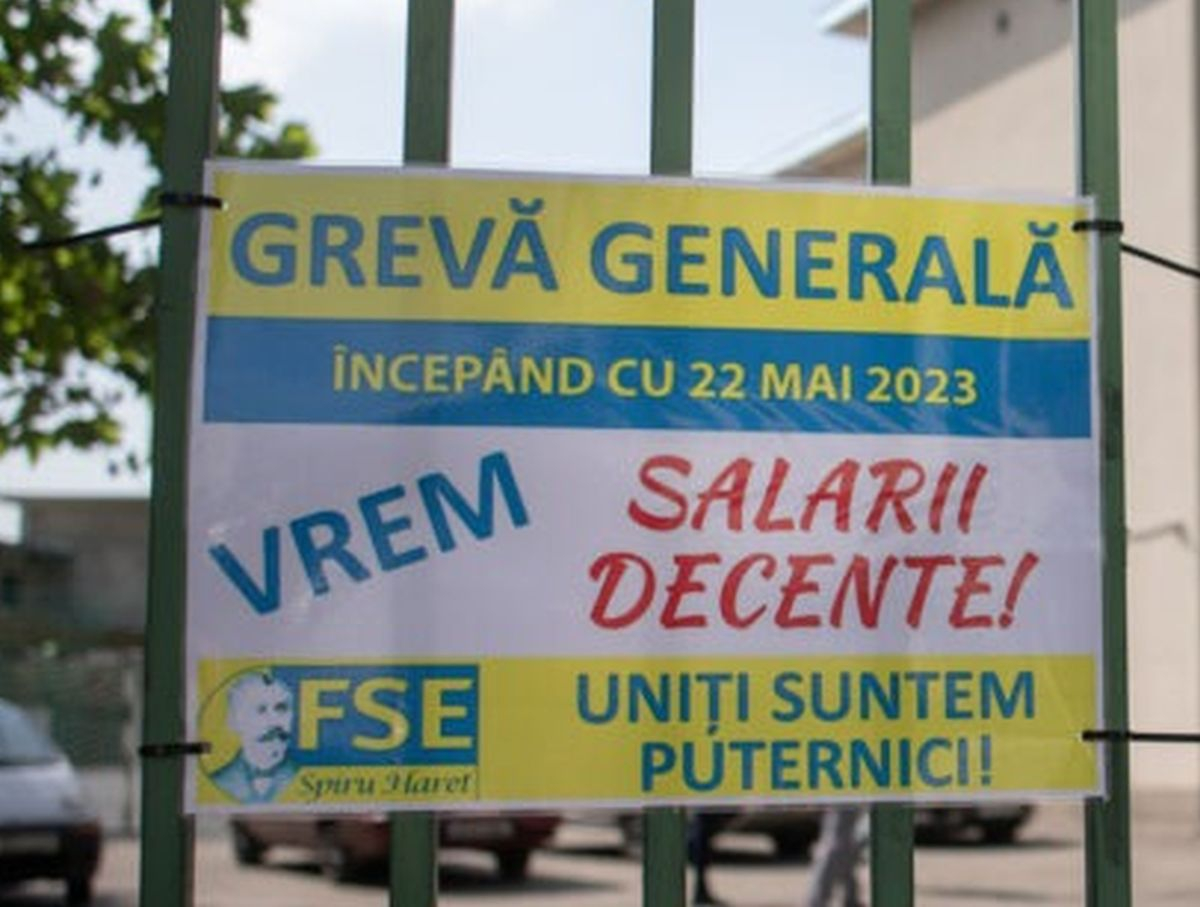 GREVĂ GENERALĂ
ÎNCEPÂND CU 22 MAI 2023
VREM
SALARII
DECENTE!
FSE
Spiru Haret
UNIȚI SUNTEM
PUTERNICI!